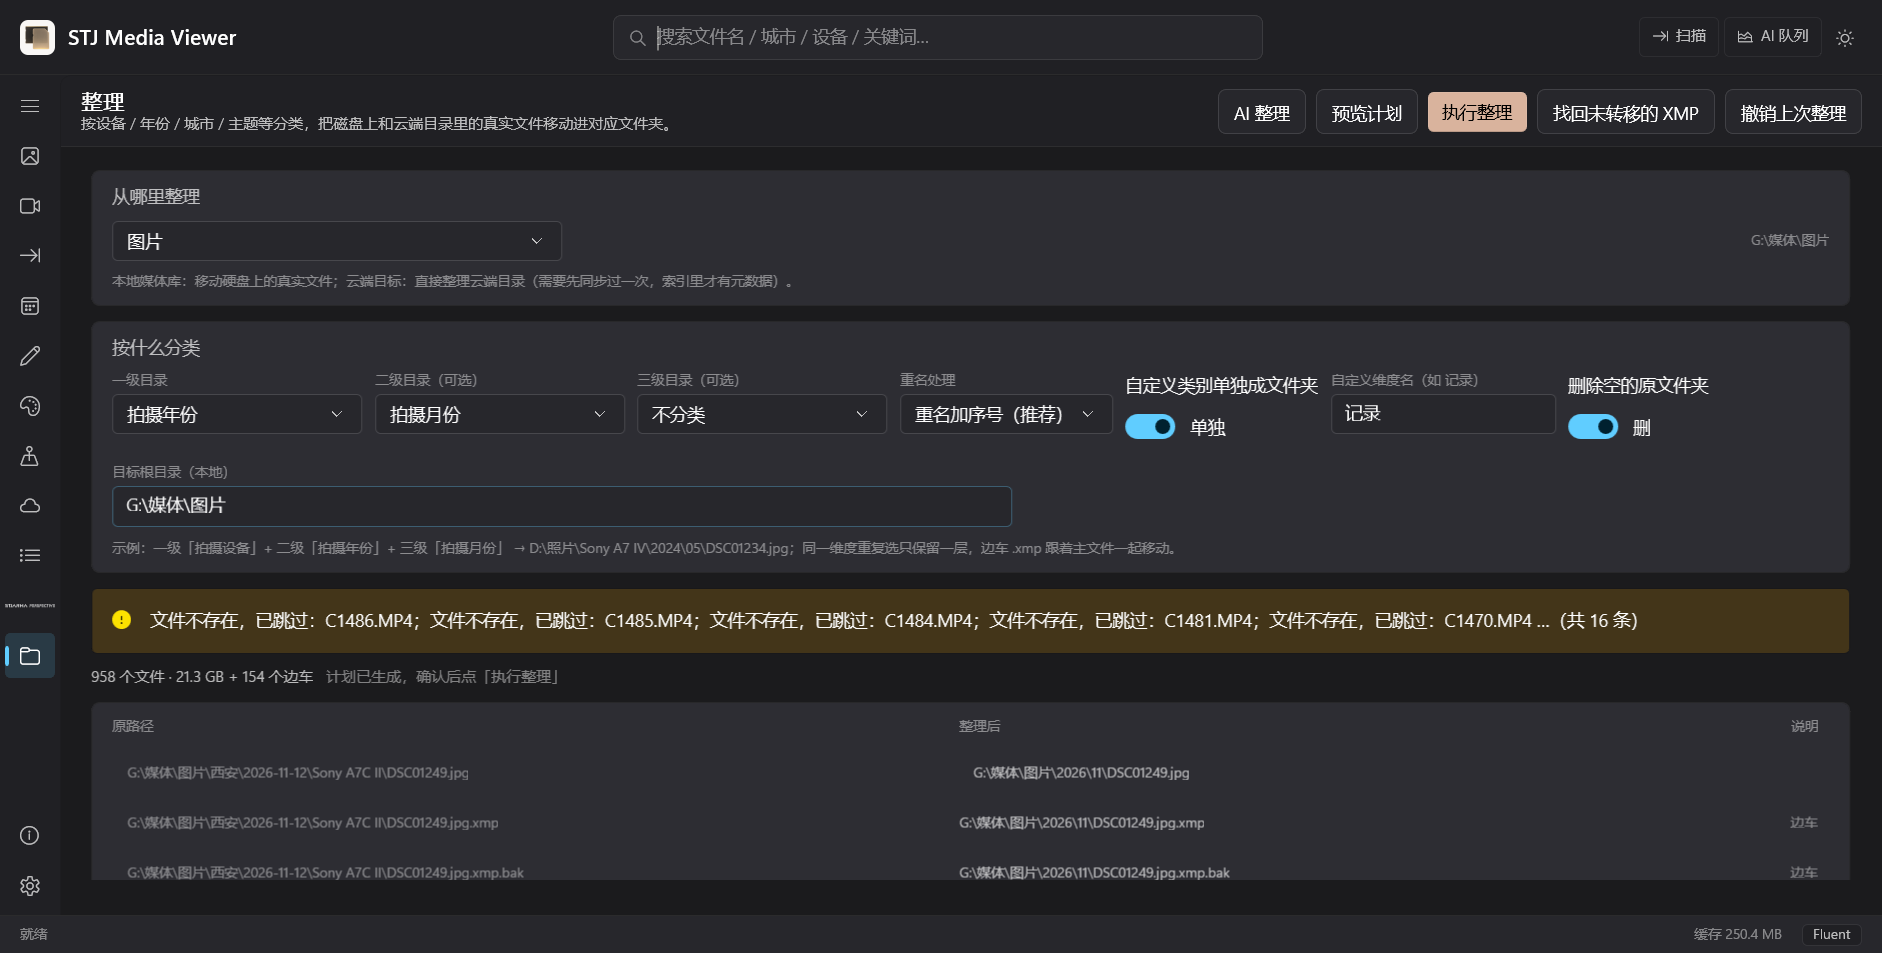 STJ Media Viewer
搜索文件名 / 城市 / 设备 / 关键词...
扫描
AI 队列
整理
按设备 / 年份 / 城市 / 主题等分类，把磁盘上和云端目录里的真实文件移动进对应文件夹。
AI 整理
预览计划
执行整理
找回未转移的 XMP
撤销上次整理
从哪里整理
图片
G:\媒体\图片
本地媒体库：移动硬盘上的真实文件；云端目标：直接整理云端目录（需要先同步过一次，索引里才有元数据）。
按什么分类
一级目录
二级目录（可选）
三级目录（可选）
重名处理
自定义类别单独成文件夹
自定义维度名（如 记录）
删除空的原文件夹
拍摄年份
拍摄月份
不分类
重名加序号（推荐）
单独
记录
删
目标根目录（本地）
G:\媒体\图片
示例：一级「拍摄设备」+ 二级「拍摄年份」+ 三级「拍摄月份」 → D:\照片\Sony A7 IV\2024\05\DSC01234.jpg；同一维度重复选只保留一层，边车 .xmp 跟着主文件一起移动。
文件不存在，已跳过：C1486.MP4；文件不存在，已跳过：C1485.MP4；文件不存在，已跳过：C1484.MP4；文件不存在，已跳过：C1481.MP4；文件不存在，已跳过：C1470.MP4 ...（共 16 条）
958 个文件 · 21.3 GB + 154 个边车 计划已生成，确认后点「执行整理」
原路径
整理后
说明
G:\媒体\图片\西安\2026-11-12\Sony A7C II\DSC01249.jpg
G:\媒体\图片\2026\11\DSC01249.jpg
G:\媒体\图片\西安\2026-11-12\Sony A7C II\DSC01249.jpg.xmp
G:\媒体\图片\2026\11\DSC01249.jpg.xmp
边车
G:\媒体\图片\西安\2026-11-12\Sony A7C II\DSC01249.jpg.xmp.bak
G:\媒体\图片\2026\11\DSC01249.jpg.xmp.bak
边车
就绪
缓存 250.4 MB
Fluent